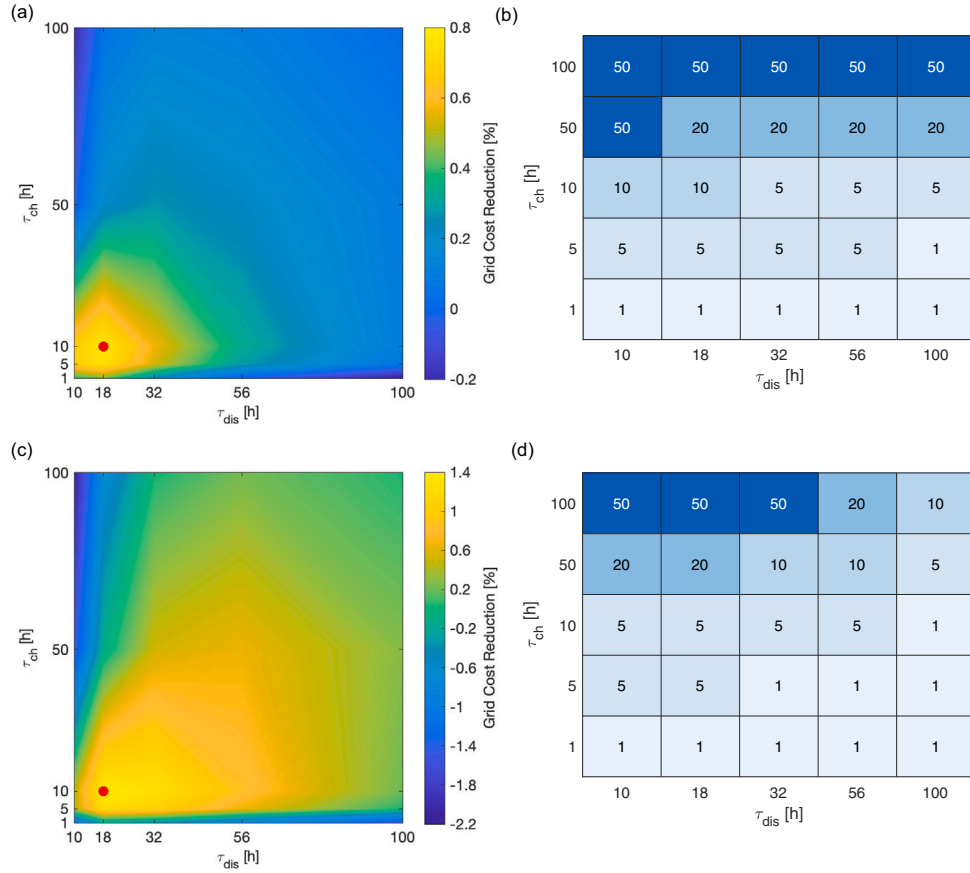 (a)
100
50
10
5
1
τch [h]
10 18 32 56 100
τdis [h]
0.8
0.6
0.4
0.2
0
-0.2
Grid Cost Reduction [%]
(b)
100 50 50 50 50 50
50 50 20 20 20 20
10 10 10 5 5 5
5 5 5 5 5 1
1 1 1 1 1 1
τch [h]
10 18 32 56 100
τdis [h]
(c)
100
50
10
5
1
τch [h]
10 18 32 56 100
τdis [h]
1.4
1
0.6
0.2
-0.2
-0.6
-1
-1.4
-1.8
-2.2
Grid Cost Reduction [%]
(d)
100 50 50 50 20 10
50 20 20 10 10 5
10 5 5 5 5 1
5 5 5 1 1 1
1 1 1 1 1 1
τch [h]
10 18 32 56 100
τdis [h]